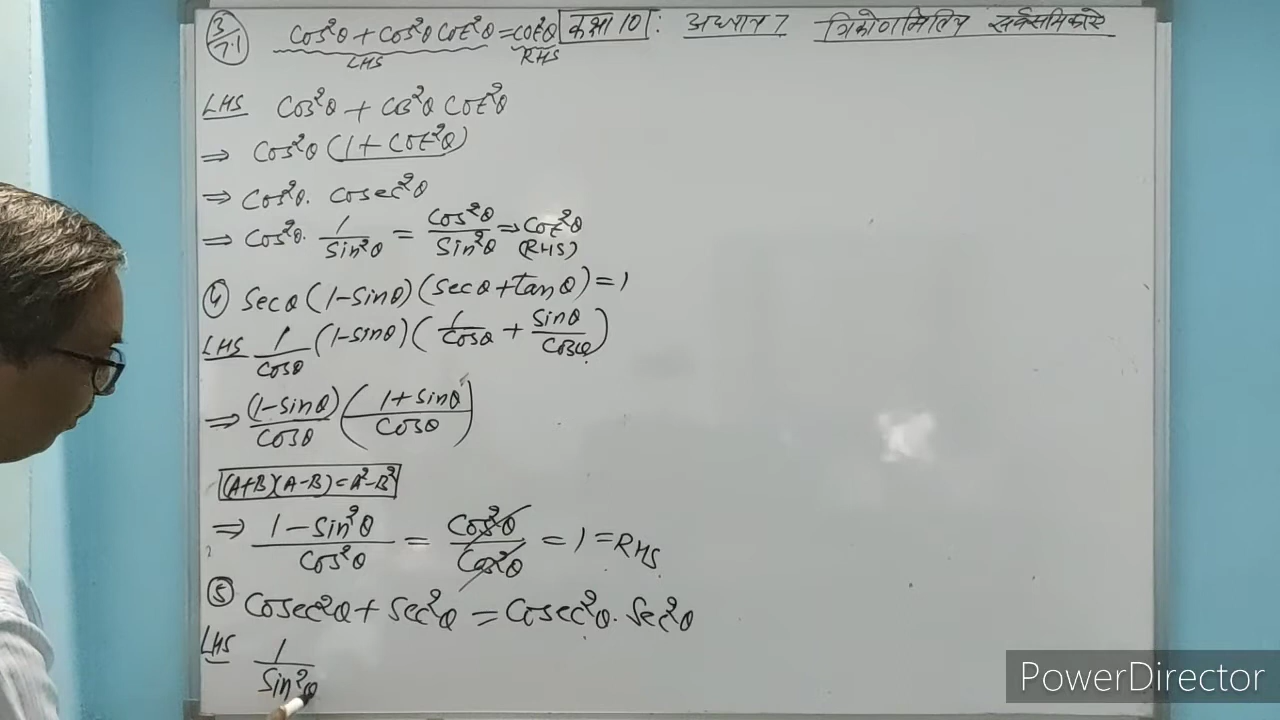 3/7.1 Cos²θ + Cos²θ Cot²θ = Cot²θ कक्षा 10 : अध्याय 7 त्रिकोणमितिय सर्वसमिकाएं
LHS RHS
LHS Cos²θ + Cos²θ Cot²θ
⇒ Cos²θ (1 + Cot²θ)
⇒ Cos²θ. Cosec²θ
⇒ Cos²θ. 1/Sin²θ = Cos²θ/Sin²θ ⇒ Cot²θ
(RHS)
4 Secθ (1-Sinθ) (Secθ + tanθ) = 1
LHS 1/Cosθ (1-Sinθ) (1/Cosθ + Sinθ/Cosθ)
⇒ (1-Sinθ)/Cosθ (1+Sinθ/Cosθ)
(A+B)(A-B) = A²-B²
⇒ 1-Sin²θ/Cos²θ = Cos²θ/Cos²θ = 1 = RHS
5 Cosec²θ + Sec²θ = Cosec²θ. Sec²θ
LHS 1/Sin²θ
PowerDirector